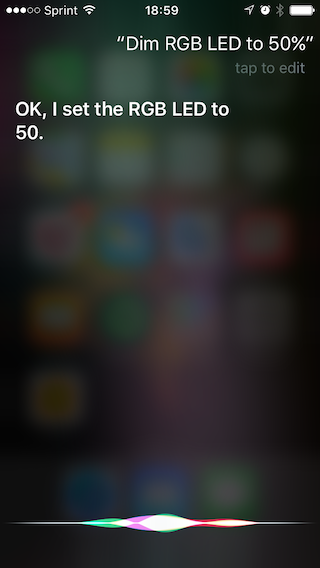 Sprint 18:59
“Dim RGB LED to 50%”
tap to edit
OK, I set the RGB LED to
50.